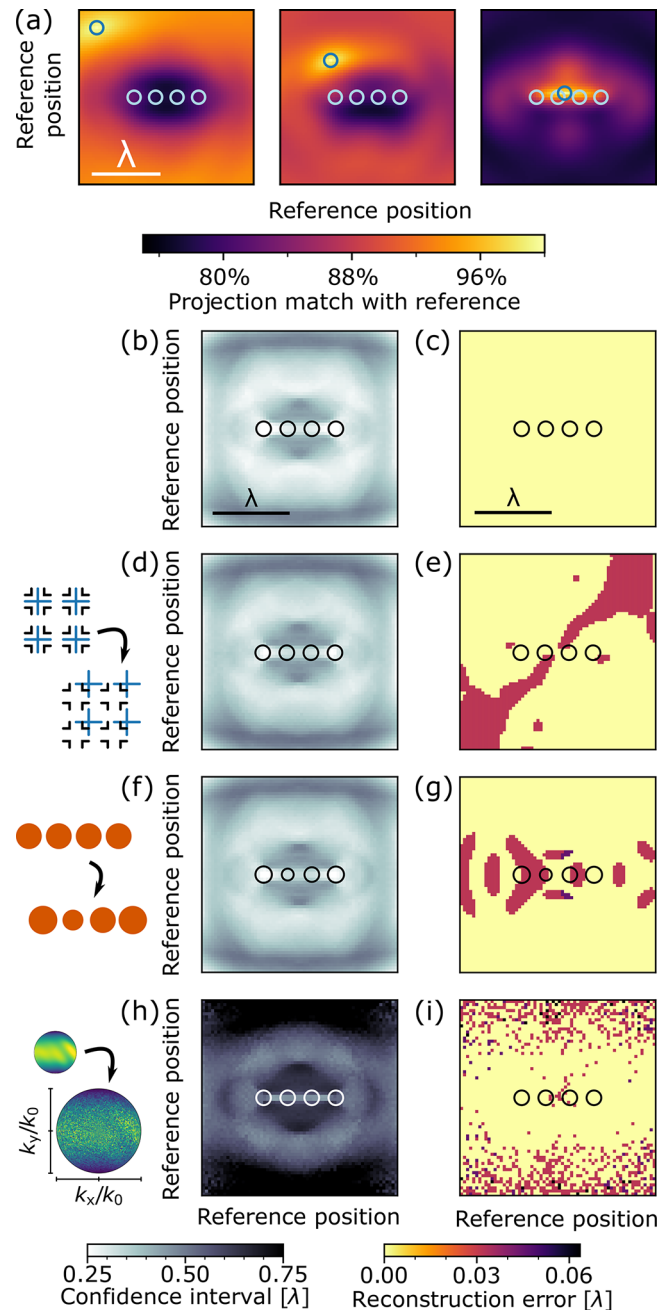 (a)
Reference
position
λ
Reference position
80% 88% 96%
Projection match with reference
(b) (c)
Reference position
λ λ
(d) (e)
Reference position
(f) (g)
Reference position
(h) (i)
Reference position
ky/k0
kx/k0
Reference position Reference position
0.25 0.50 0.75 0.00 0.03 0.06
Confidence interval [λ] Reconstruction error [λ]